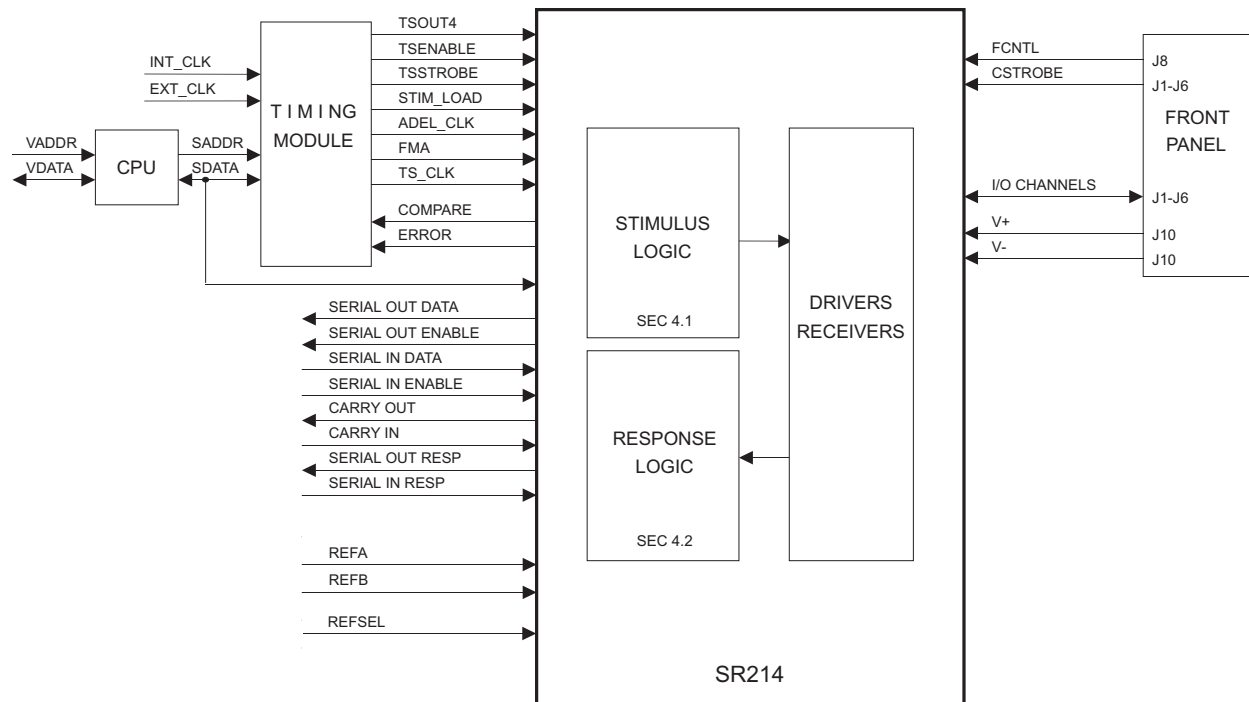 TSOUT4
TSENABLE
TSSTROBE
STIM_LOAD
ADEL_CLK
FMA
TS_CLK
COMPARE
ERROR
INT_CLK
EXT_CLK
TIMING
MODULE
VADDR
VDATA
CPU
SADDR
SDATA
SERIAL OUT DATA
SERIAL OUT ENABLE
SERIAL IN DATA
SERIAL IN ENABLE
CARRY OUT
CARRY IN
SERIAL OUT RESP
SERIAL IN RESP
REFA
REFB
REFSEL
STIMULUS
LOGIC
SEC 4.1
RESPONSE
LOGIC
SEC 4.2
DRIVERS
RECEIVERS
SR214
FCNTL
CSTROBE
I/O CHANNELS
V+
V-
J8
J1-J6
FRONT
PANEL
J1-J6
J10
J10